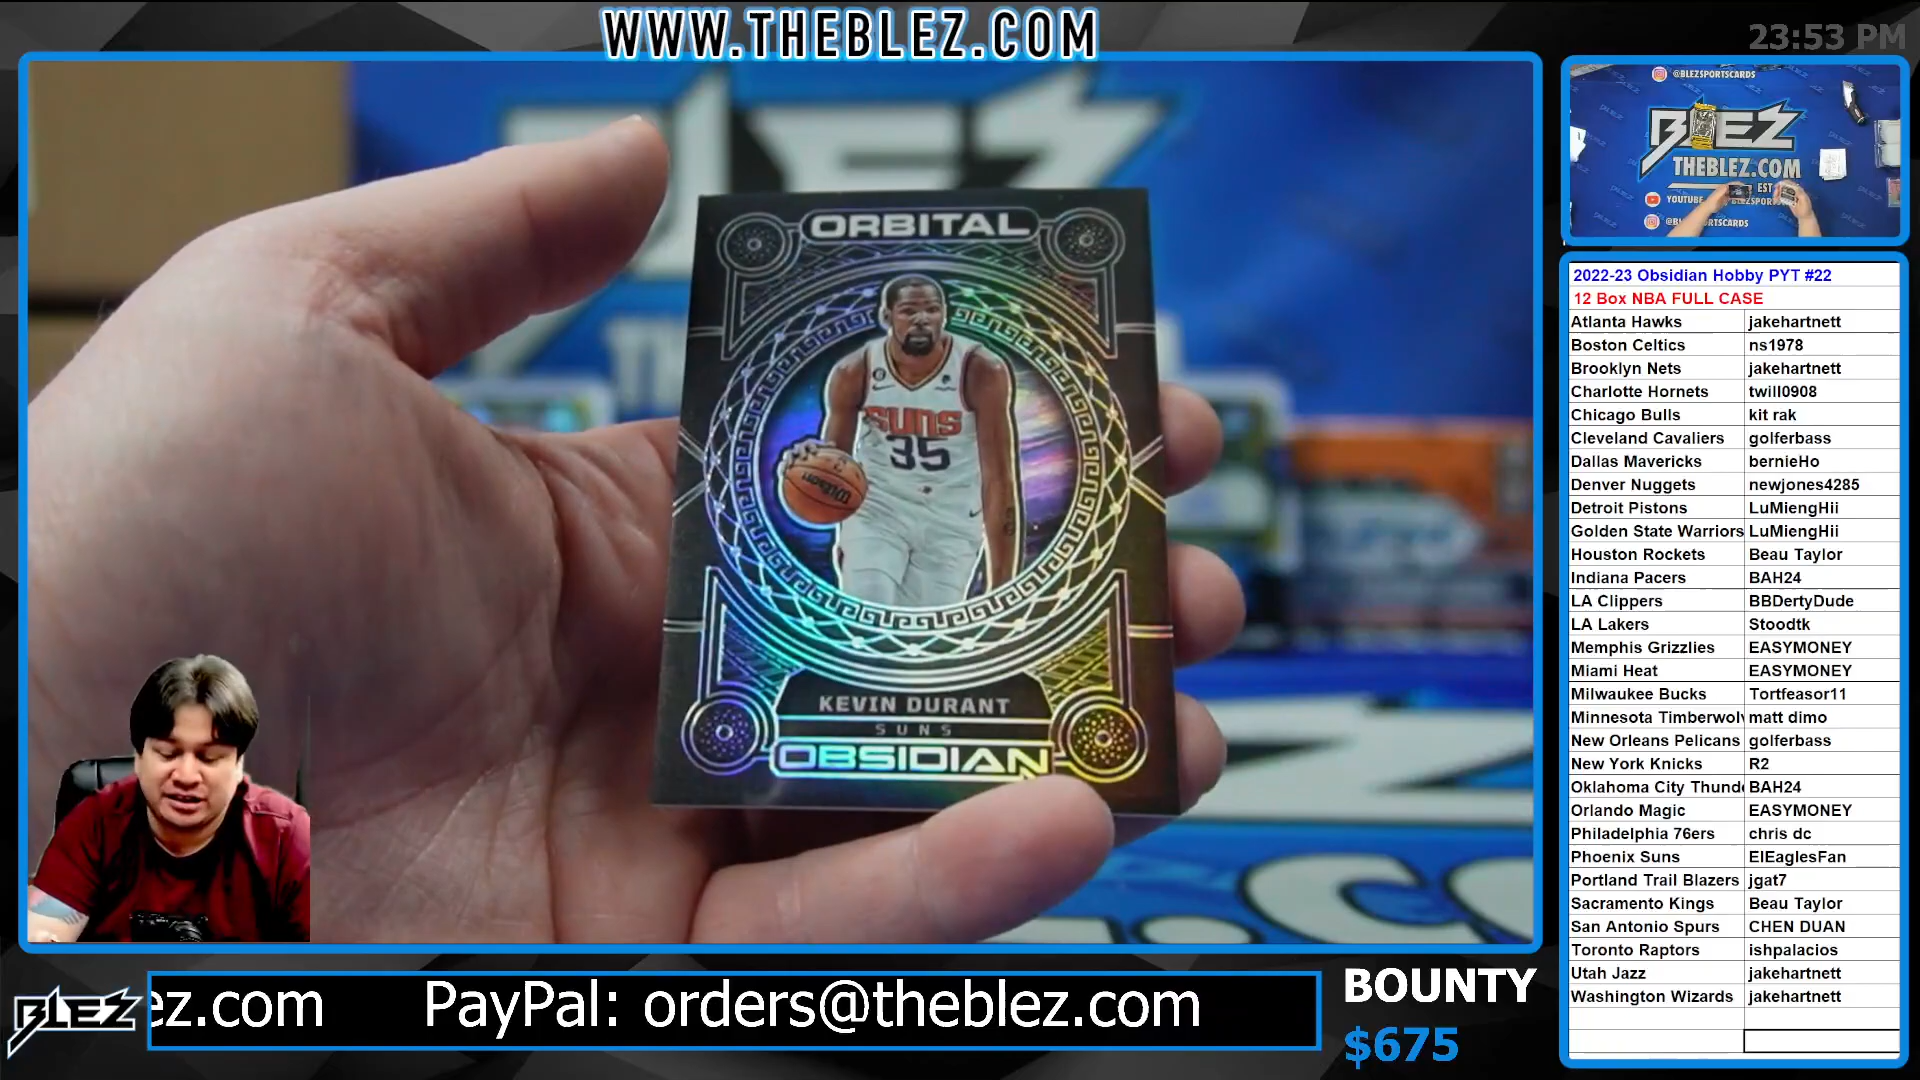 WWW.THEBLEZ.COM
23:53 PM
@BLEZSPORTSCARDS
BLEZ
THEBLEZ.COM
EST
YOUTUBE
BLEZ
ORBITAL
SUNS
35
Wilson
KEVIN DURANT
SUNS
OBSIDIAN
2022-23 Obsidian Hobby PYT #22
12 Box NBA FULL CASE
Atlanta Hawks jakehartnett
Boston Celtics ns1978
Brooklyn Nets jakehartnett
Charlotte Hornets twill0908
Chicago Bulls kit rak
Cleveland Cavaliers golferbass
Dallas Mavericks bernieHo
Denver Nuggets newjones4285
Detroit Pistons LuMiengHii
Golden State Warriors LuMiengHii
Houston Rockets Beau Taylor
Indiana Pacers BAH24
LA Clippers BBDertyDude
LA Lakers Stoodtk
Memphis Grizzlies EASYMONEY
Miami Heat EASYMONEY
Milwaukee Bucks Tortfeasor11
Minnesota Timberwol matt dimo
New Orleans Pelicans golferbass
New York Knicks R2
Oklahoma City Thund BAH24
Orlando Magic EASYMONEY
Philadelphia 76ers chris dc
Phoenix Suns ElEaglesFan
Portland Trail Blazers jgat7
Sacramento Kings Beau Taylor
San Antonio Spurs CHEN DUAN
Toronto Raptors ishpalacios
Utah Jazz jakehartnett
Washington Wizards jakehartnett
BLEZ
ez.com PayPal: orders@theblez.com
BOUNTY
$675